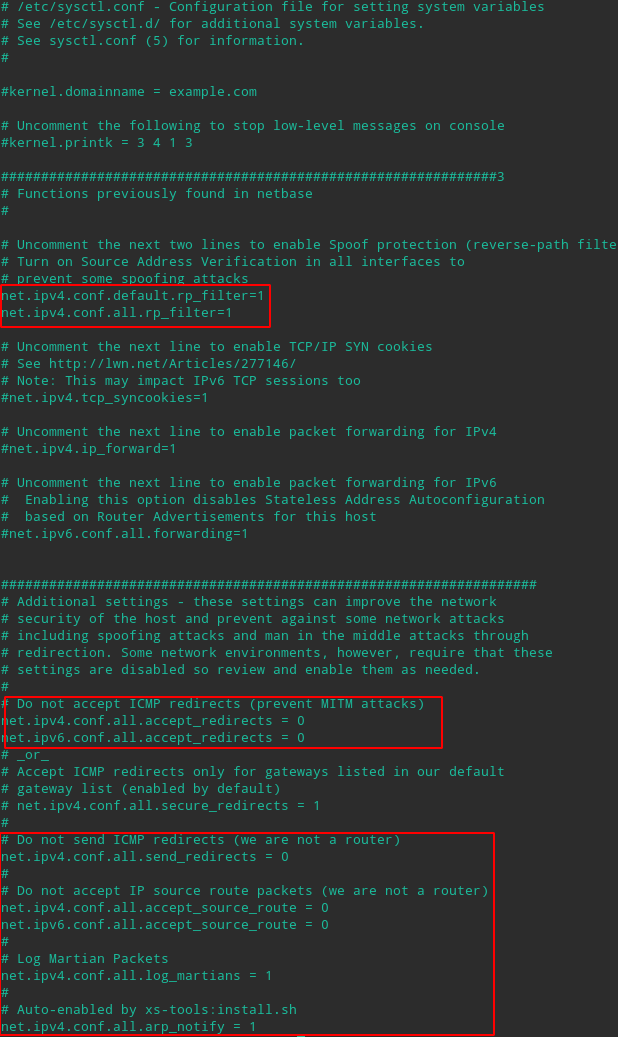 # /etc/sysctl.conf - Configuration file for setting system variables
# See /etc/sysctl.d/ for additional system variables.
# See sysctl.conf (5) for information.
#
#kernel.domainname = example.com
# Uncomment the following to stop low-level messages on console
#kernel.printk = 3 4 1 3
##############################################################3
# Functions previously found in netbase
#
# Uncomment the next two lines to enable Spoof protection (reverse-path filte
# Turn on Source Address Verification in all interfaces to
# prevent some spoofing attacks
net.ipv4.conf.default.rp_filter=1
net.ipv4.conf.all.rp_filter=1
# Uncomment the next line to enable TCP/IP SYN cookies
# See http://lwn.net/Articles/277146/
# Note: This may impact IPv6 TCP sessions too
#net.ipv4.tcp_syncookies=1
# Uncomment the next line to enable packet forwarding for IPv4
#net.ipv4.ip_forward=1
# Uncomment the next line to enable packet forwarding for IPv6
#  Enabling this option disables Stateless Address Autoconfiguration
#  based on Router Advertisements for this host
#net.ipv6.conf.all.forwarding=1
###################################################################
# Additional settings - these settings can improve the network
# security of the host and prevent against some network attacks
# including spoofing attacks and man in the middle attacks through
# redirection. Some network environments, however, require that these
# settings are disabled so review and enable them as needed.
#
# Do not accept ICMP redirects (prevent MITM attacks)
net.ipv4.conf.all.accept_redirects = 0
net.ipv6.conf.all.accept_redirects = 0
# _or_
# Accept ICMP redirects only for gateways listed in our default
# gateway list (enabled by default)
# net.ipv4.conf.all.secure_redirects = 1
#
# Do not send ICMP redirects (we are not a router)
net.ipv4.conf.all.send_redirects = 0
#
# Do not accept IP source route packets (we are not a router)
net.ipv4.conf.all.accept_source_route = 0
net.ipv6.conf.all.accept_source_route = 0
#
# Log Martian Packets
net.ipv4.conf.all.log_martians = 1
#
# Auto-enabled by xs-tools:install.sh
net.ipv4.conf.all.arp_notify = 1